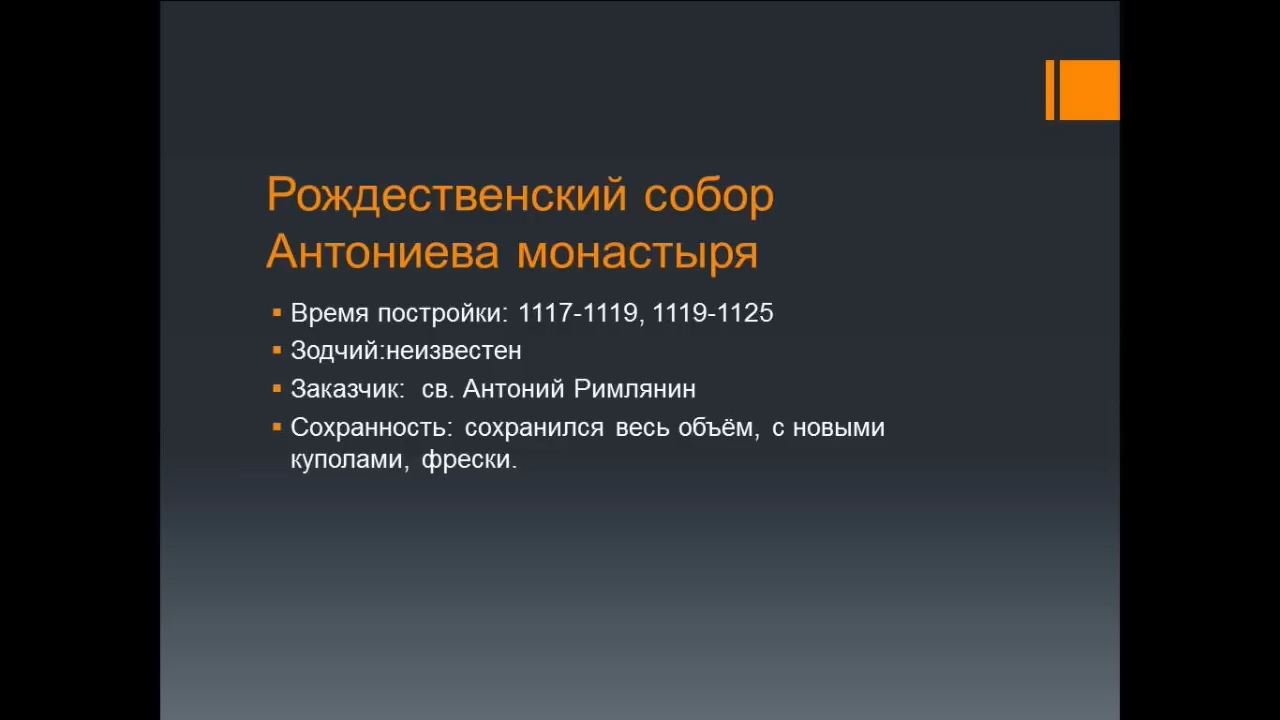 Рождественский собор
Антониева монастыря
Время постройки: 1117-1119, 1119-1125
Зодчий:неизвестен
Заказчик: св. Антоний Римлянин
Сохранность: сохранился весь объём, с новыми
куполами, фрески.